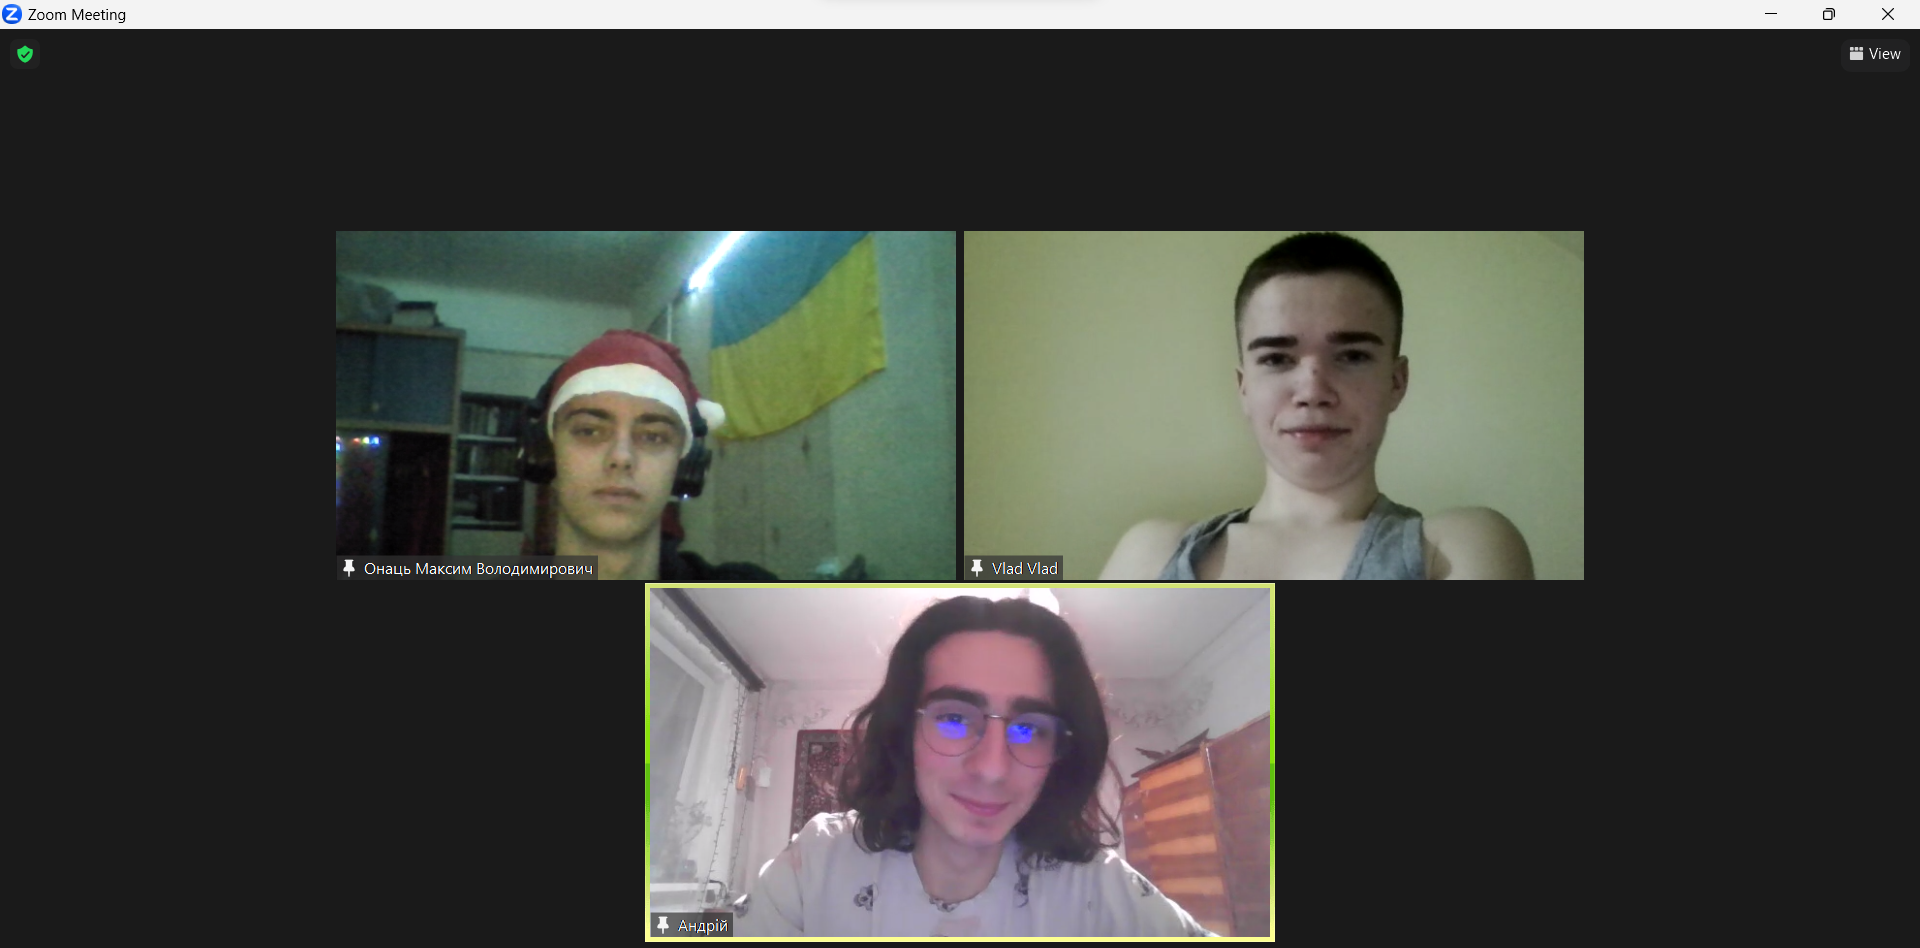 Zoom Meeting
View
Онаць Максим Володимирович
Vlad Vlad
Андрій